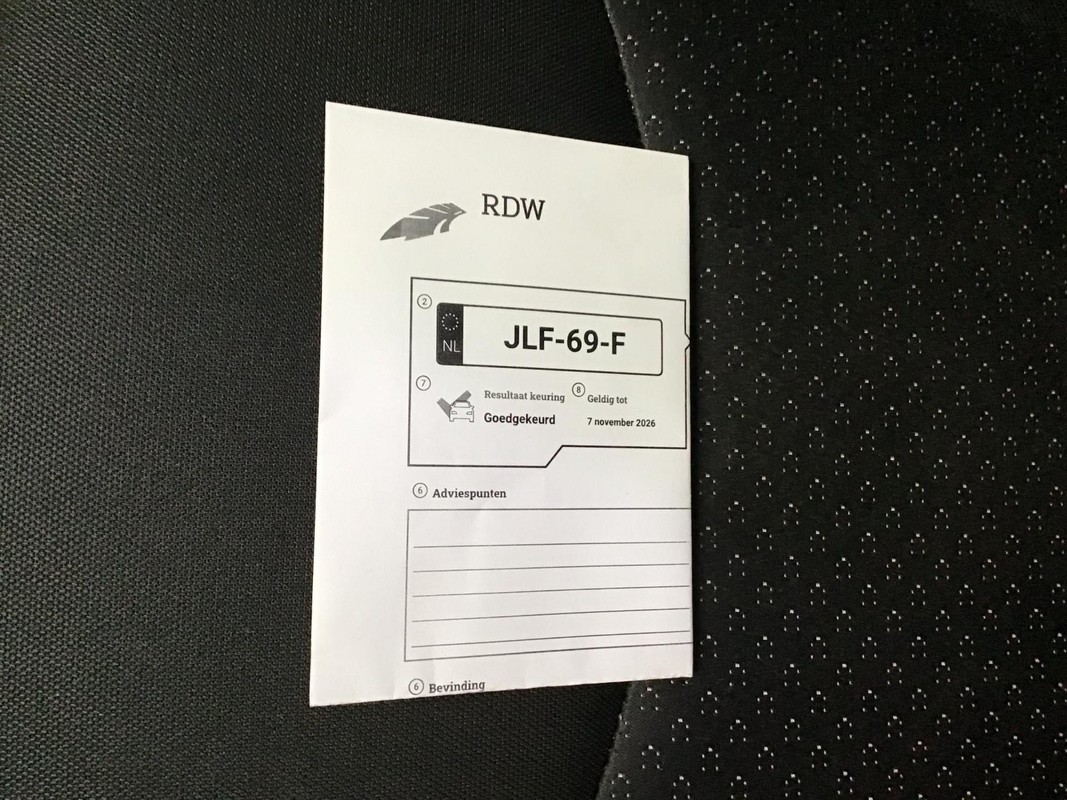 RDW
2
NL
JLF-69-F
7
Resultaat keuring
8
Geldig tot
Goedgekeurd
7 november 2026
6 Adviespunten
6 Bevinding